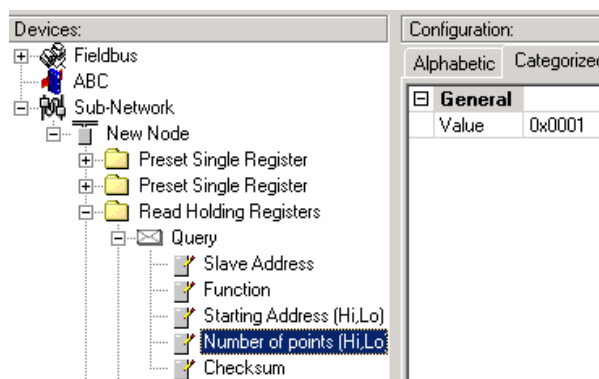 Devices:
Fieldbus
ABC
Sub-Network
New Node
Preset Single Register
Preset Single Register
Read Holding Registers
Query
Slave Address
Function
Starting Address (Hi,Lo)
Number of points (Hi,Lo
Checksum
Configuration:
Alphabetic Categorized
General
Value 0x0001